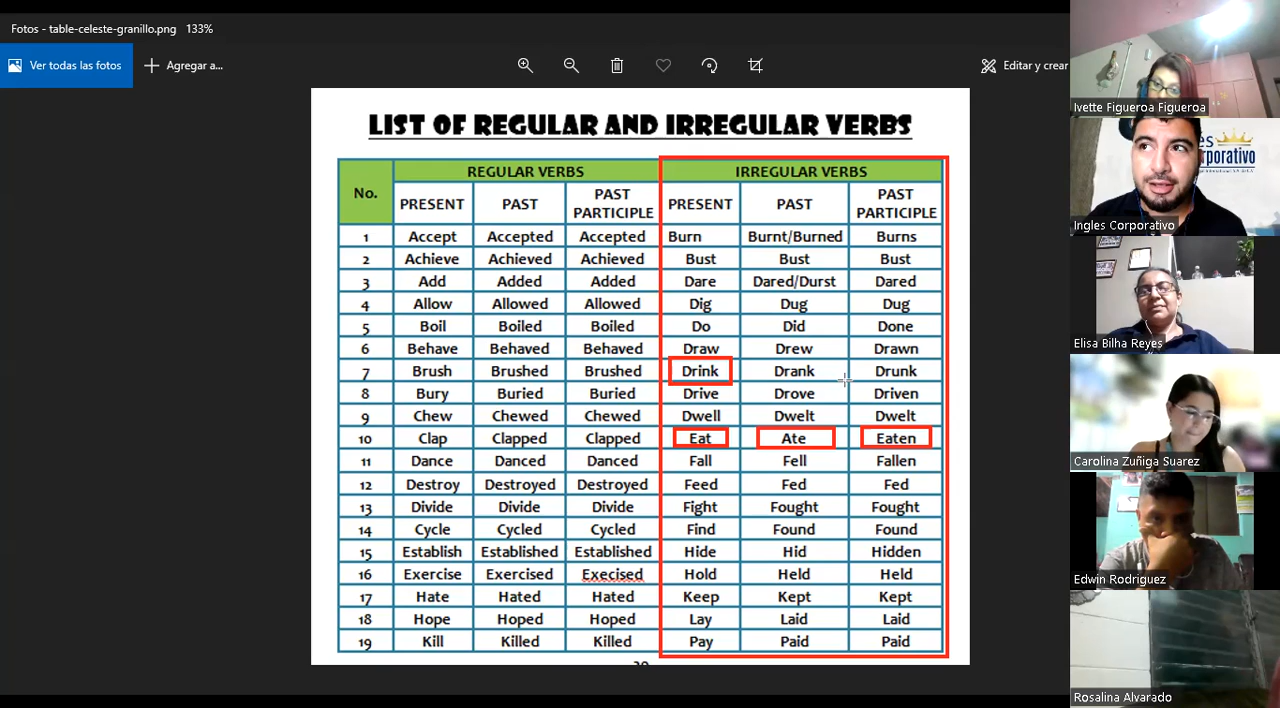 Fotos - table-celeste-granillo.png 133%
Ver todas las fotos
Agregar a...
Editar y crear
LIST OF REGULAR AND IRREGULAR VERBS
No. REGULAR VERBS IRREGULAR VERBS
PRESENT PAST PAST PARTICIPLE PRESENT PAST PAST PARTICIPLE
1 Accept Accepted Accepted Burn Burnt/Burned Burns
2 Achieve Achieved Achieved Bust Bust Bust
3 Add Added Added Dare Dared/Durst Dared
4 Allow Allowed Allowed Dig Dug Dug
5 Boil Boiled Boiled Do Did Done
6 Behave Behaved Behaved Draw Drew Drawn
7 Brush Brushed Brushed Drink Drank Drunk
8 Bury Buried Buried Drive Drove Driven
9 Chew Chewed Chewed Dwell Dwelt Dwelt
10 Clap Clapped Clapped Eat Ate Eaten
11 Dance Danced Danced Fall Fell Fallen
12 Destroy Destroyed Destroyed Feed Fed Fed
13 Divide Divide Divide Fight Fought Fought
14 Cycle Cycled Cycled Find Found Found
15 Establish Established Established Hide Hid Hidden
16 Exercise Exercised Execised Hold Held Held
17 Hate Hated Hated Keep Kept Kept
18 Hope Hoped Hoped Lay Laid Laid
19 Kill Killed Killed Pay Paid Paid
Ivette Figueroa Figueroa
es
rporativo
Ingles Corporativo
Elisa Bilha Reyes
Carolina Zuñiga Suarez
Edwin Rodriguez
Rosalina Alvarado